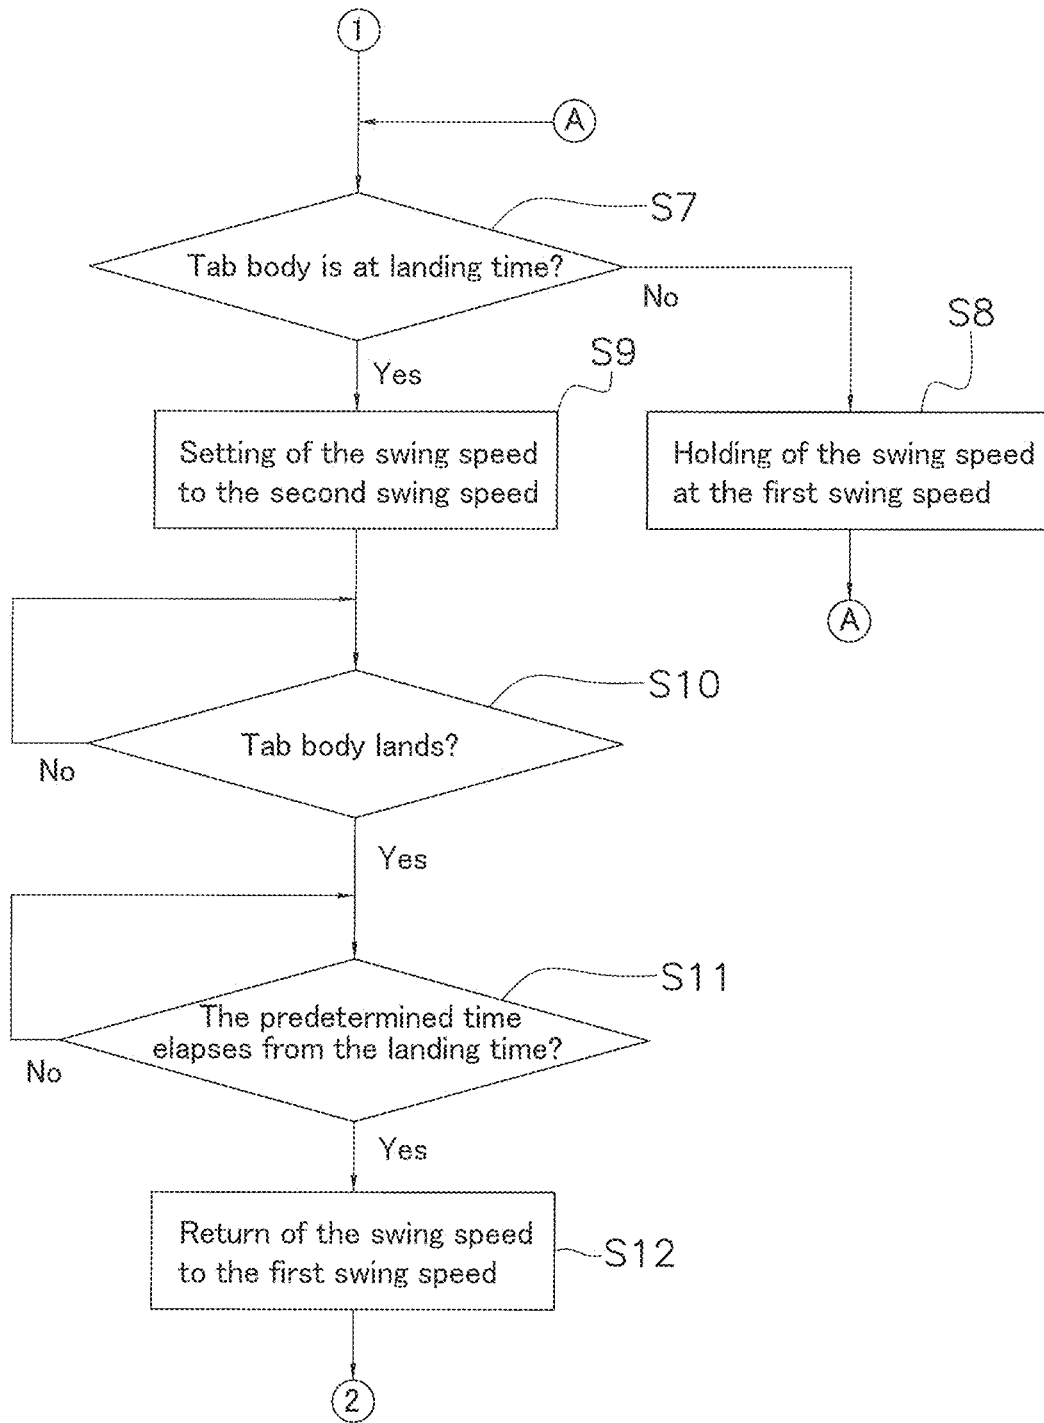 1
A
S7
Tab body is at landing time?
No
S8
Yes
S9
Setting of the swing speed
to the second swing speed
Holding of the swing speed
at the first swing speed
A
S10
Tab body lands?
No
Yes
S11
The predetermined time
elapses from the landing time?
No
Yes
Return of the swing speed
to the first swing speed
S12
2